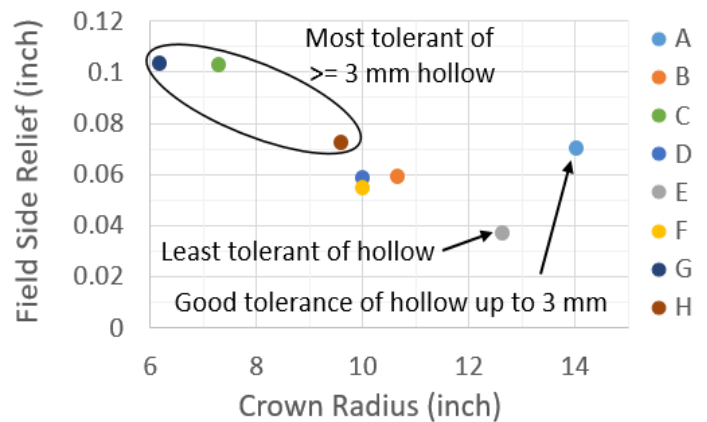 0.12
0.1
0.08
0.06
0.04
0.02
0
Field Side Relief (inch)
Most tolerant of
>= 3 mm hollow
Least tolerant of hollow
Good tolerance of hollow up to 3 mm
6 8 10 12 14
Crown Radius (inch)
A
B
C
D
E
F
G
H